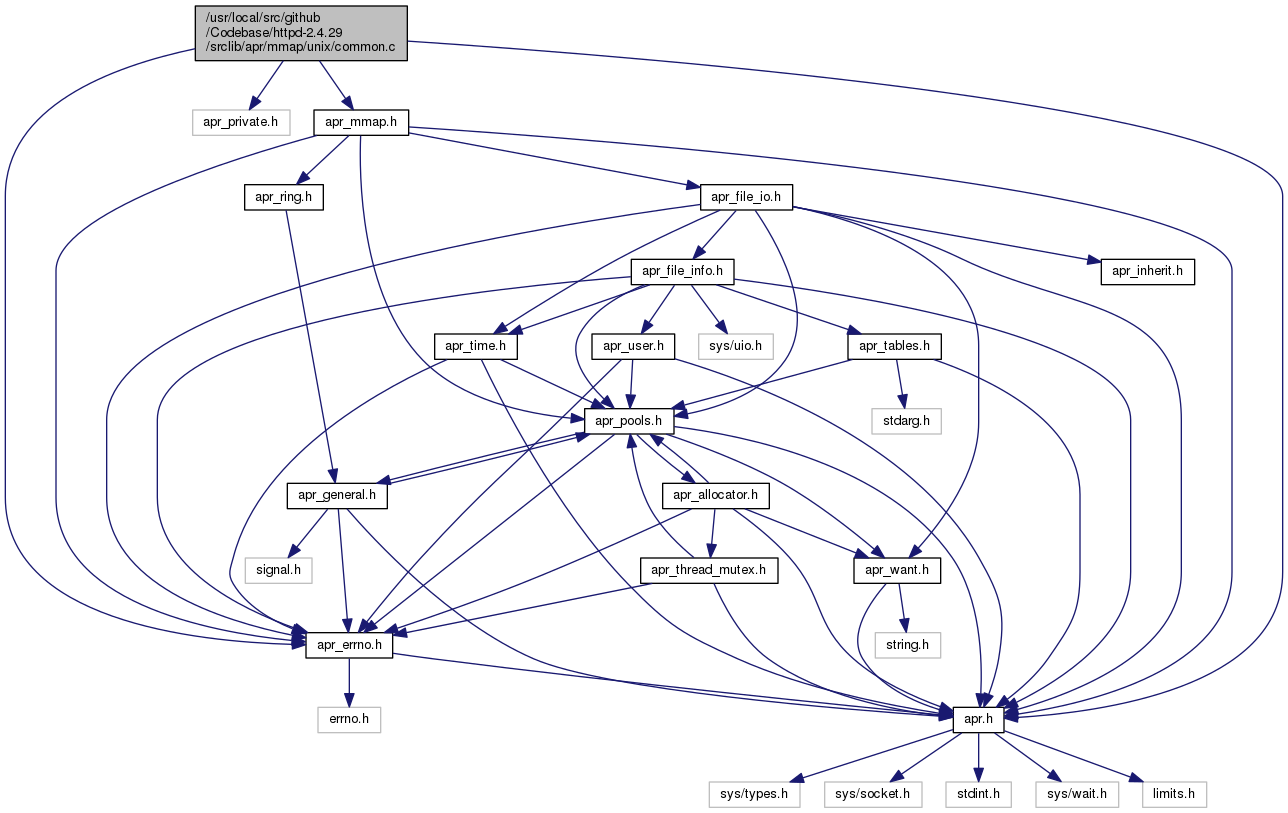 /usr/local/src/github
/Codebase/httpd-2.4.29
/srclib/apr/mmap/unix/common.c
apr_private.h
apr_mmap.h
apr_ring.h
apr_file_io.h
apr_file_info.h
apr_inherit.h
apr_time.h
apr_user.h
sys/uio.h
apr_tables.h
apr_pools.h
stdarg.h
apr_general.h
apr_allocator.h
signal.h
apr_thread_mutex.h
apr_want.h
apr_errno.h
string.h
errno.h
apr.h
sys/types.h
sys/socket.h
stdint.h
sys/wait.h
limits.h